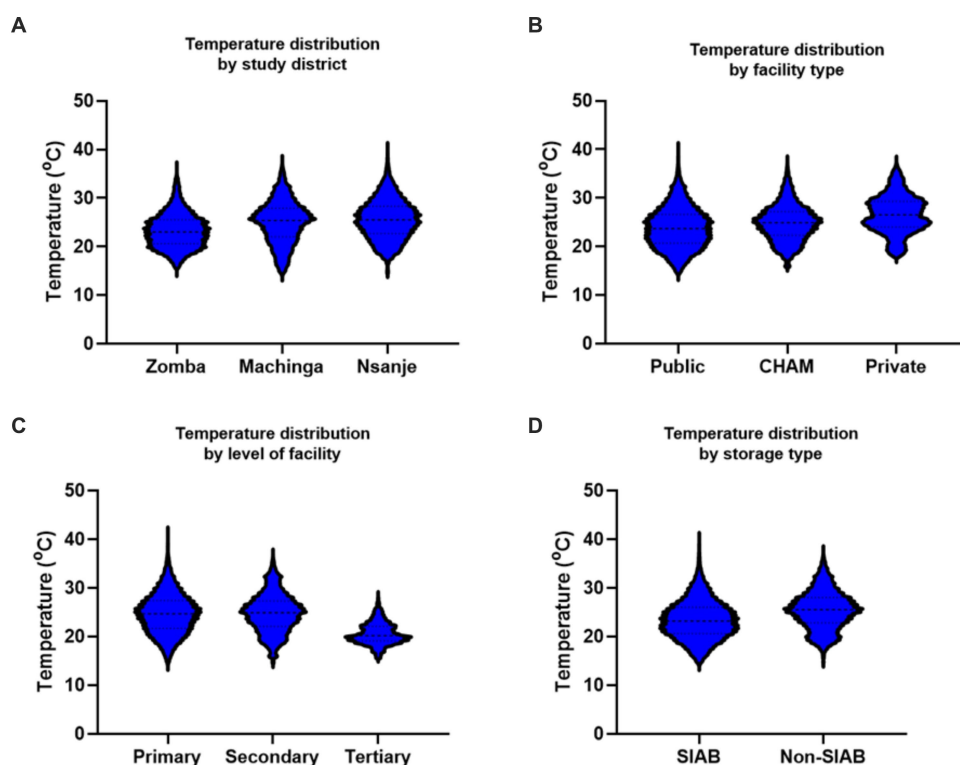 A
Temperature distribution
by study district
50
40
30
20
10
0
Temperature (°C)
Zomba Machinga Nsanje
B
Temperature distribution
by facility type
50
40
30
20
10
0
Temperature (°C)
Public CHAM Private
C
Temperature distribution
by level of facility
50
40
30
20
10
0
Temperature (°C)
Primary Secondary Tertiary
D
Temperature distribution
by storage type
50
40
30
20
10
0
Temperature (°C)
SIAB Non-SIAB